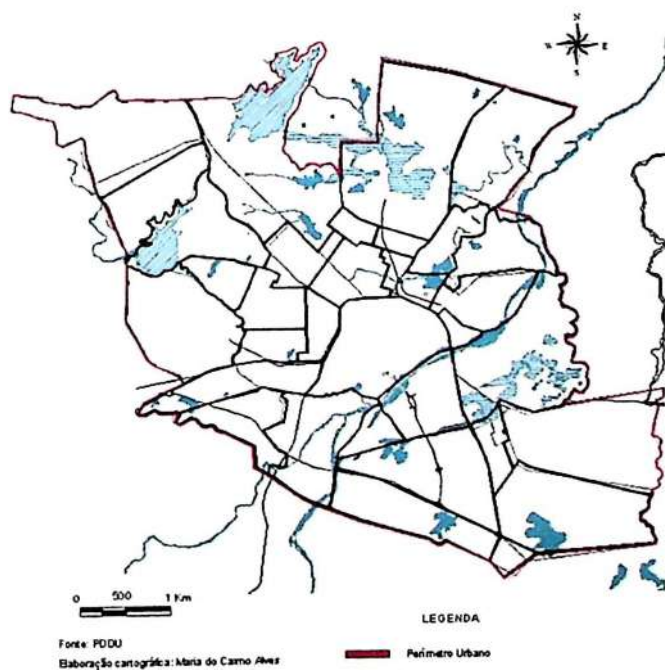 N
W E
S
0 500 1 Km
LEGENDA
Fonte: PDDU
Perímetro Urbano
Elaboração cartográfica: Maria do Carmo Alves